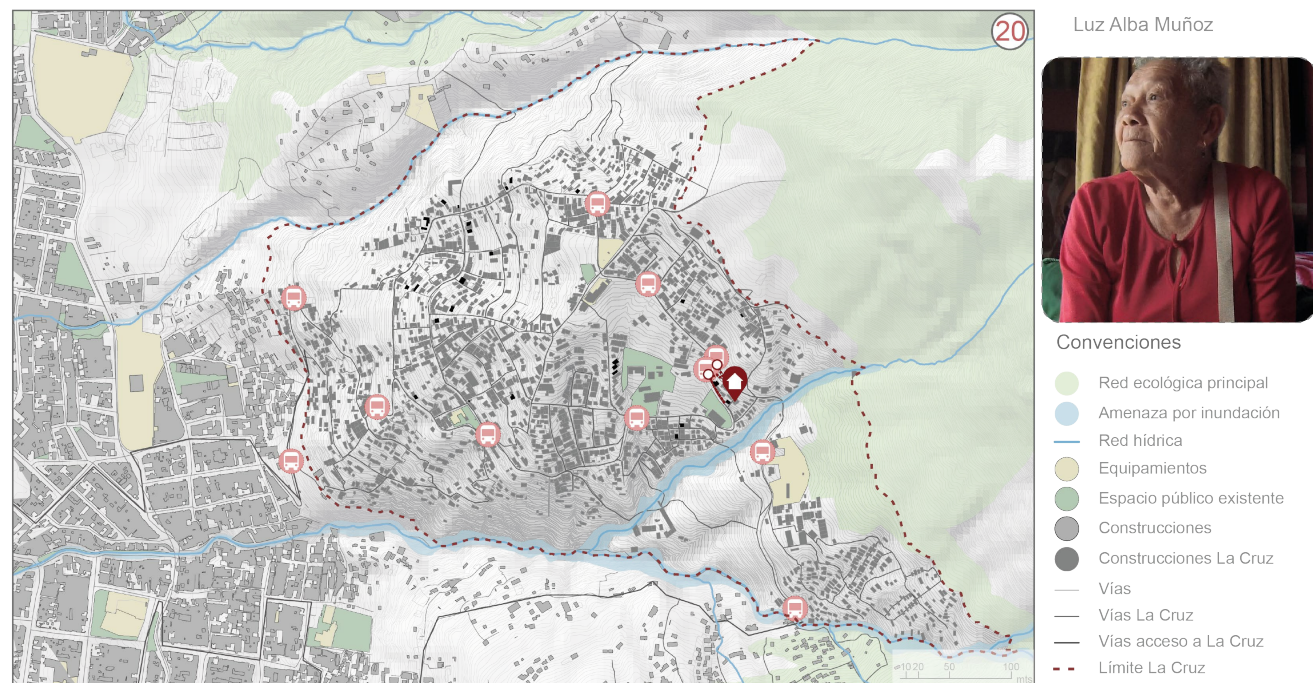 20
Luz Alba Muñoz
Convenciones
Red ecológica principal
Amenaza por inundación
Red hídrica
Equipamientos
Espacio público existente
Construcciones
Construcciones La Cruz
Vías
Vías La Cruz
Vías acceso a La Cruz
Límite La Cruz
10 20 50 100
mts